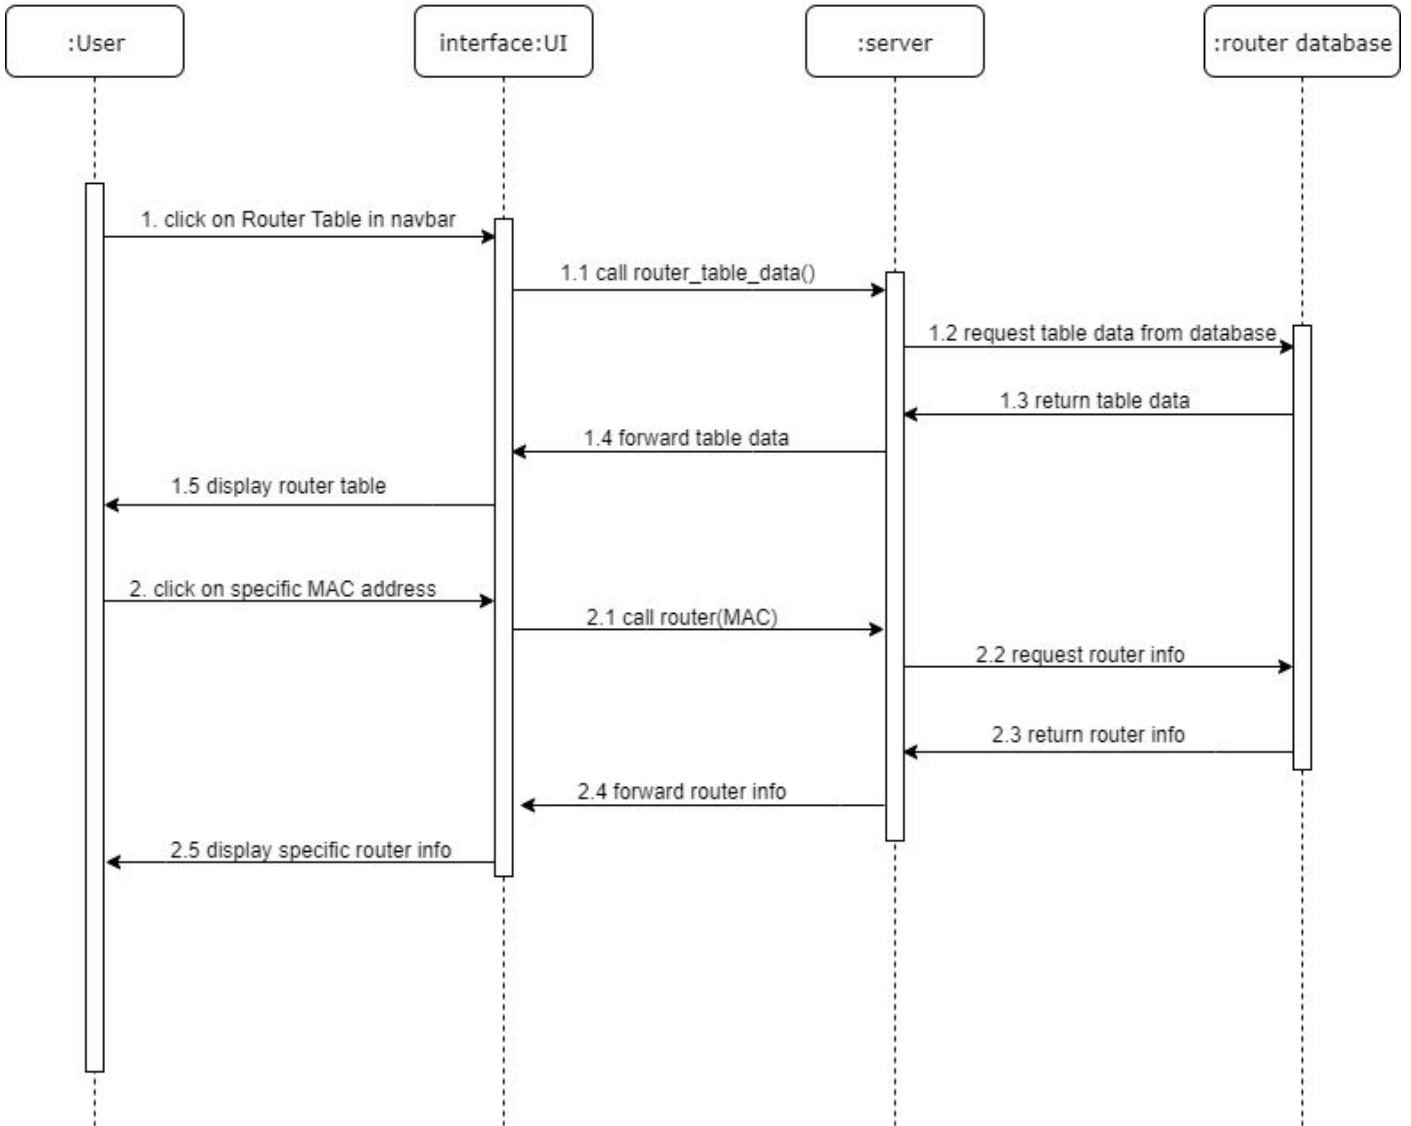 :User
interface:UI
:server
:router database
1. click on Router Table in navbar
1.1 call router_table_data()
1.2 request table data from database
1.3 return table data
1.4 forward table data
1.5 display router table
2. click on specific MAC address
2.1 call router(MAC)
2.2 request router info
2.3 return router info
2.4 forward router info
2.5 display specific router info